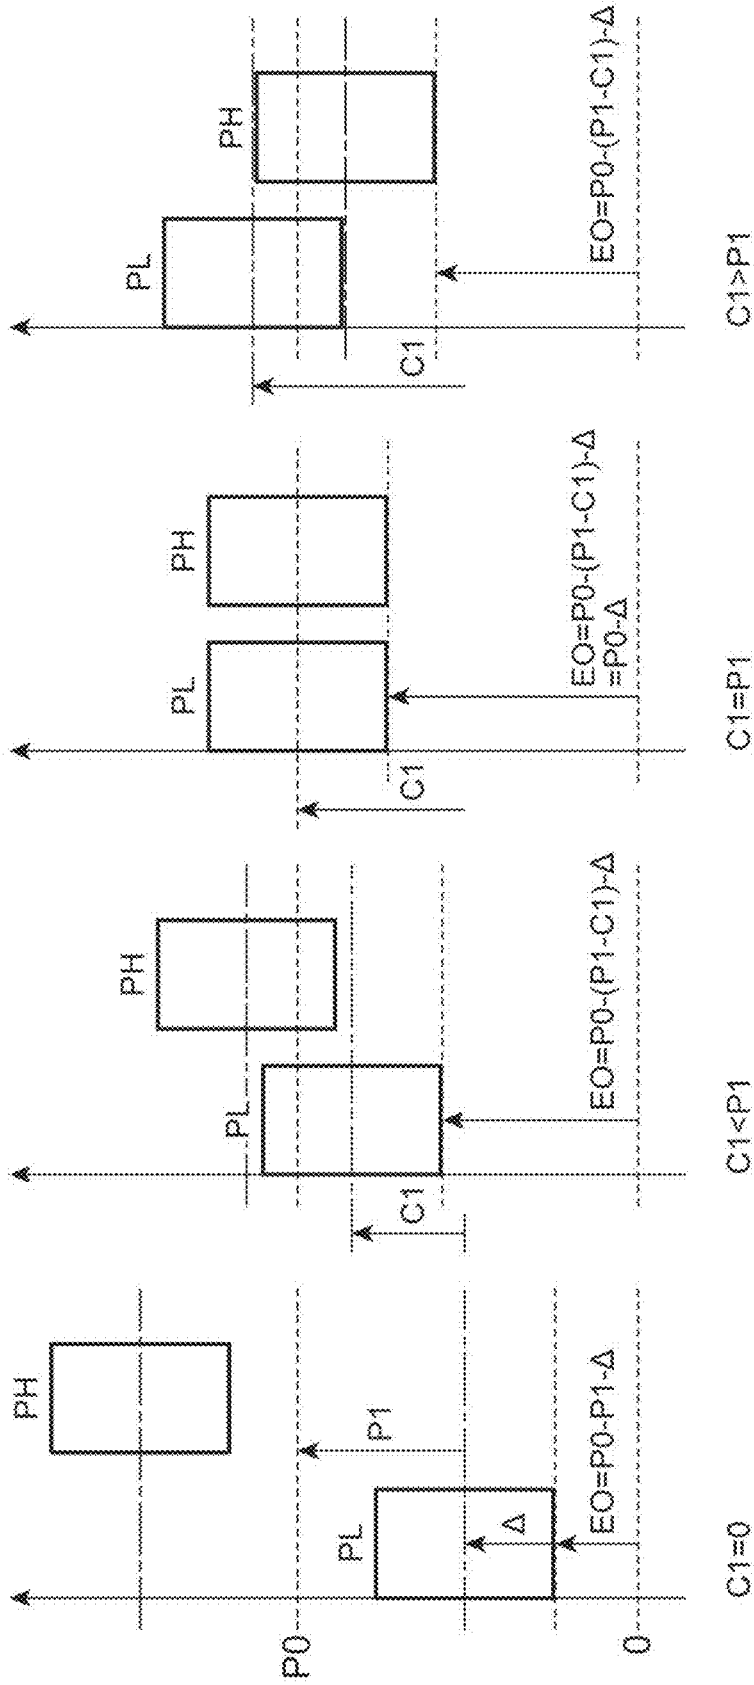 PH
P0
P1
PL
Δ
EO=P0-P1-Δ
0
C1=0
PH
PL
C1
EO=P0-(P1-C1)-Δ
C1<P1
PL
PH
C1
EO=P0-(P1-C1)-Δ
=P0-Δ
C1=P1
PL
PH
C1
EO=P0-(P1-C1)-Δ
C1>P1